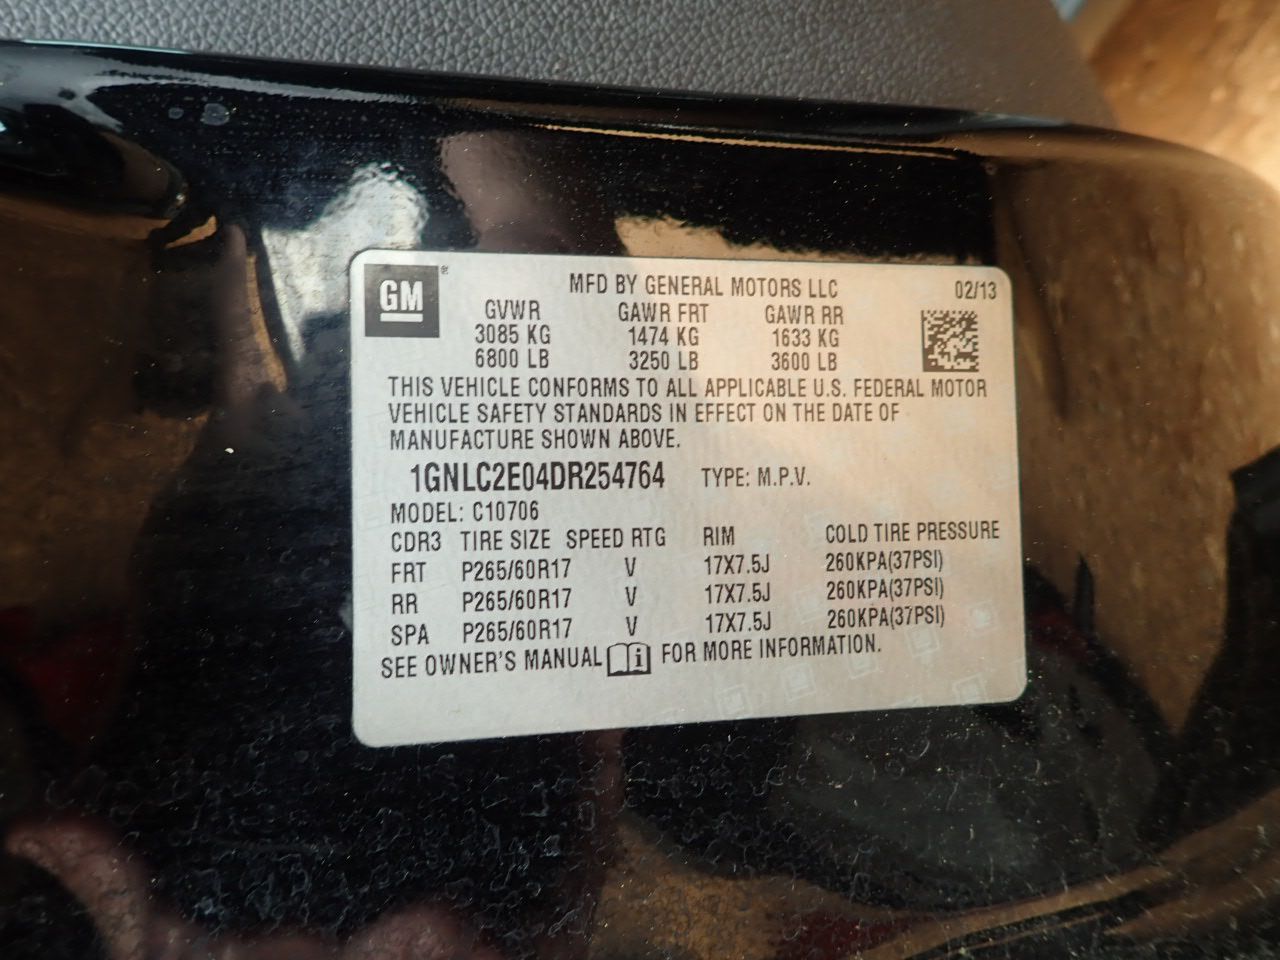 GM ® MFD BY GENERAL MOTORS LLC 02/13
GVWR GAWR FRT GAWR RR
3085 KG 1474 KG 1633 KG
6800 LB 3250 LB 3600 LB
THIS VEHICLE CONFORMS TO ALL APPLICABLE U.S. FEDERAL MOTOR
VEHICLE SAFETY STANDARDS IN EFFECT ON THE DATE OF
MANUFACTURE SHOWN ABOVE.
1GNLC2E04DR254764 TYPE: M.P.V.
MODEL: C10706
CDR3 TIRE SIZE SPEED RTG RIM COLD TIRE PRESSURE
FRT P265/60R17 V 17X7.5J 260KPA(37PSI)
RR P265/60R17 V 17X7.5J 260KPA(37PSI)
SPA P265/60R17 V 17X7.5J 260KPA(37PSI)
SEE OWNER'S MANUAL i FOR MORE INFORMATION.